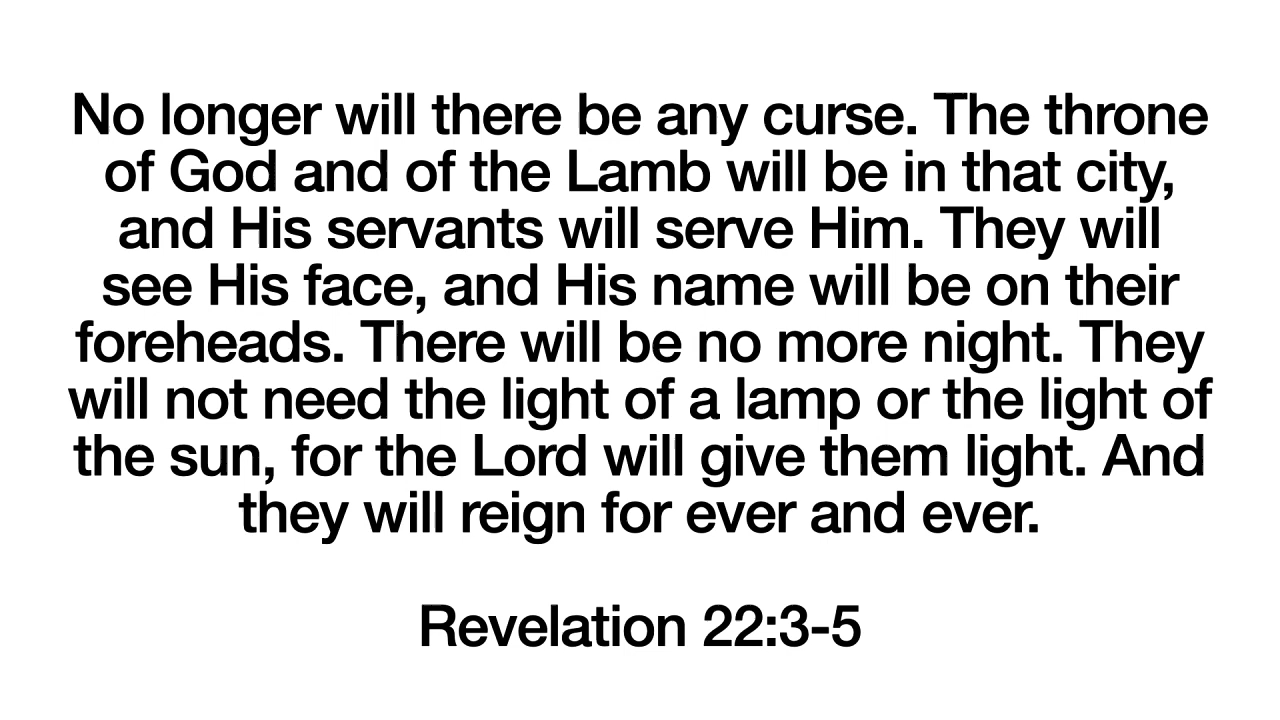 No longer will there be any curse. The throne
of God and of the Lamb will be in that city,
and His servants will serve Him. They will
see His face, and His name will be on their
foreheads. There will be no more night. They
will not need the light of a lamp or the light of
the sun, for the Lord will give them light. And
they will reign for ever and ever.
Revelation 22:3-5